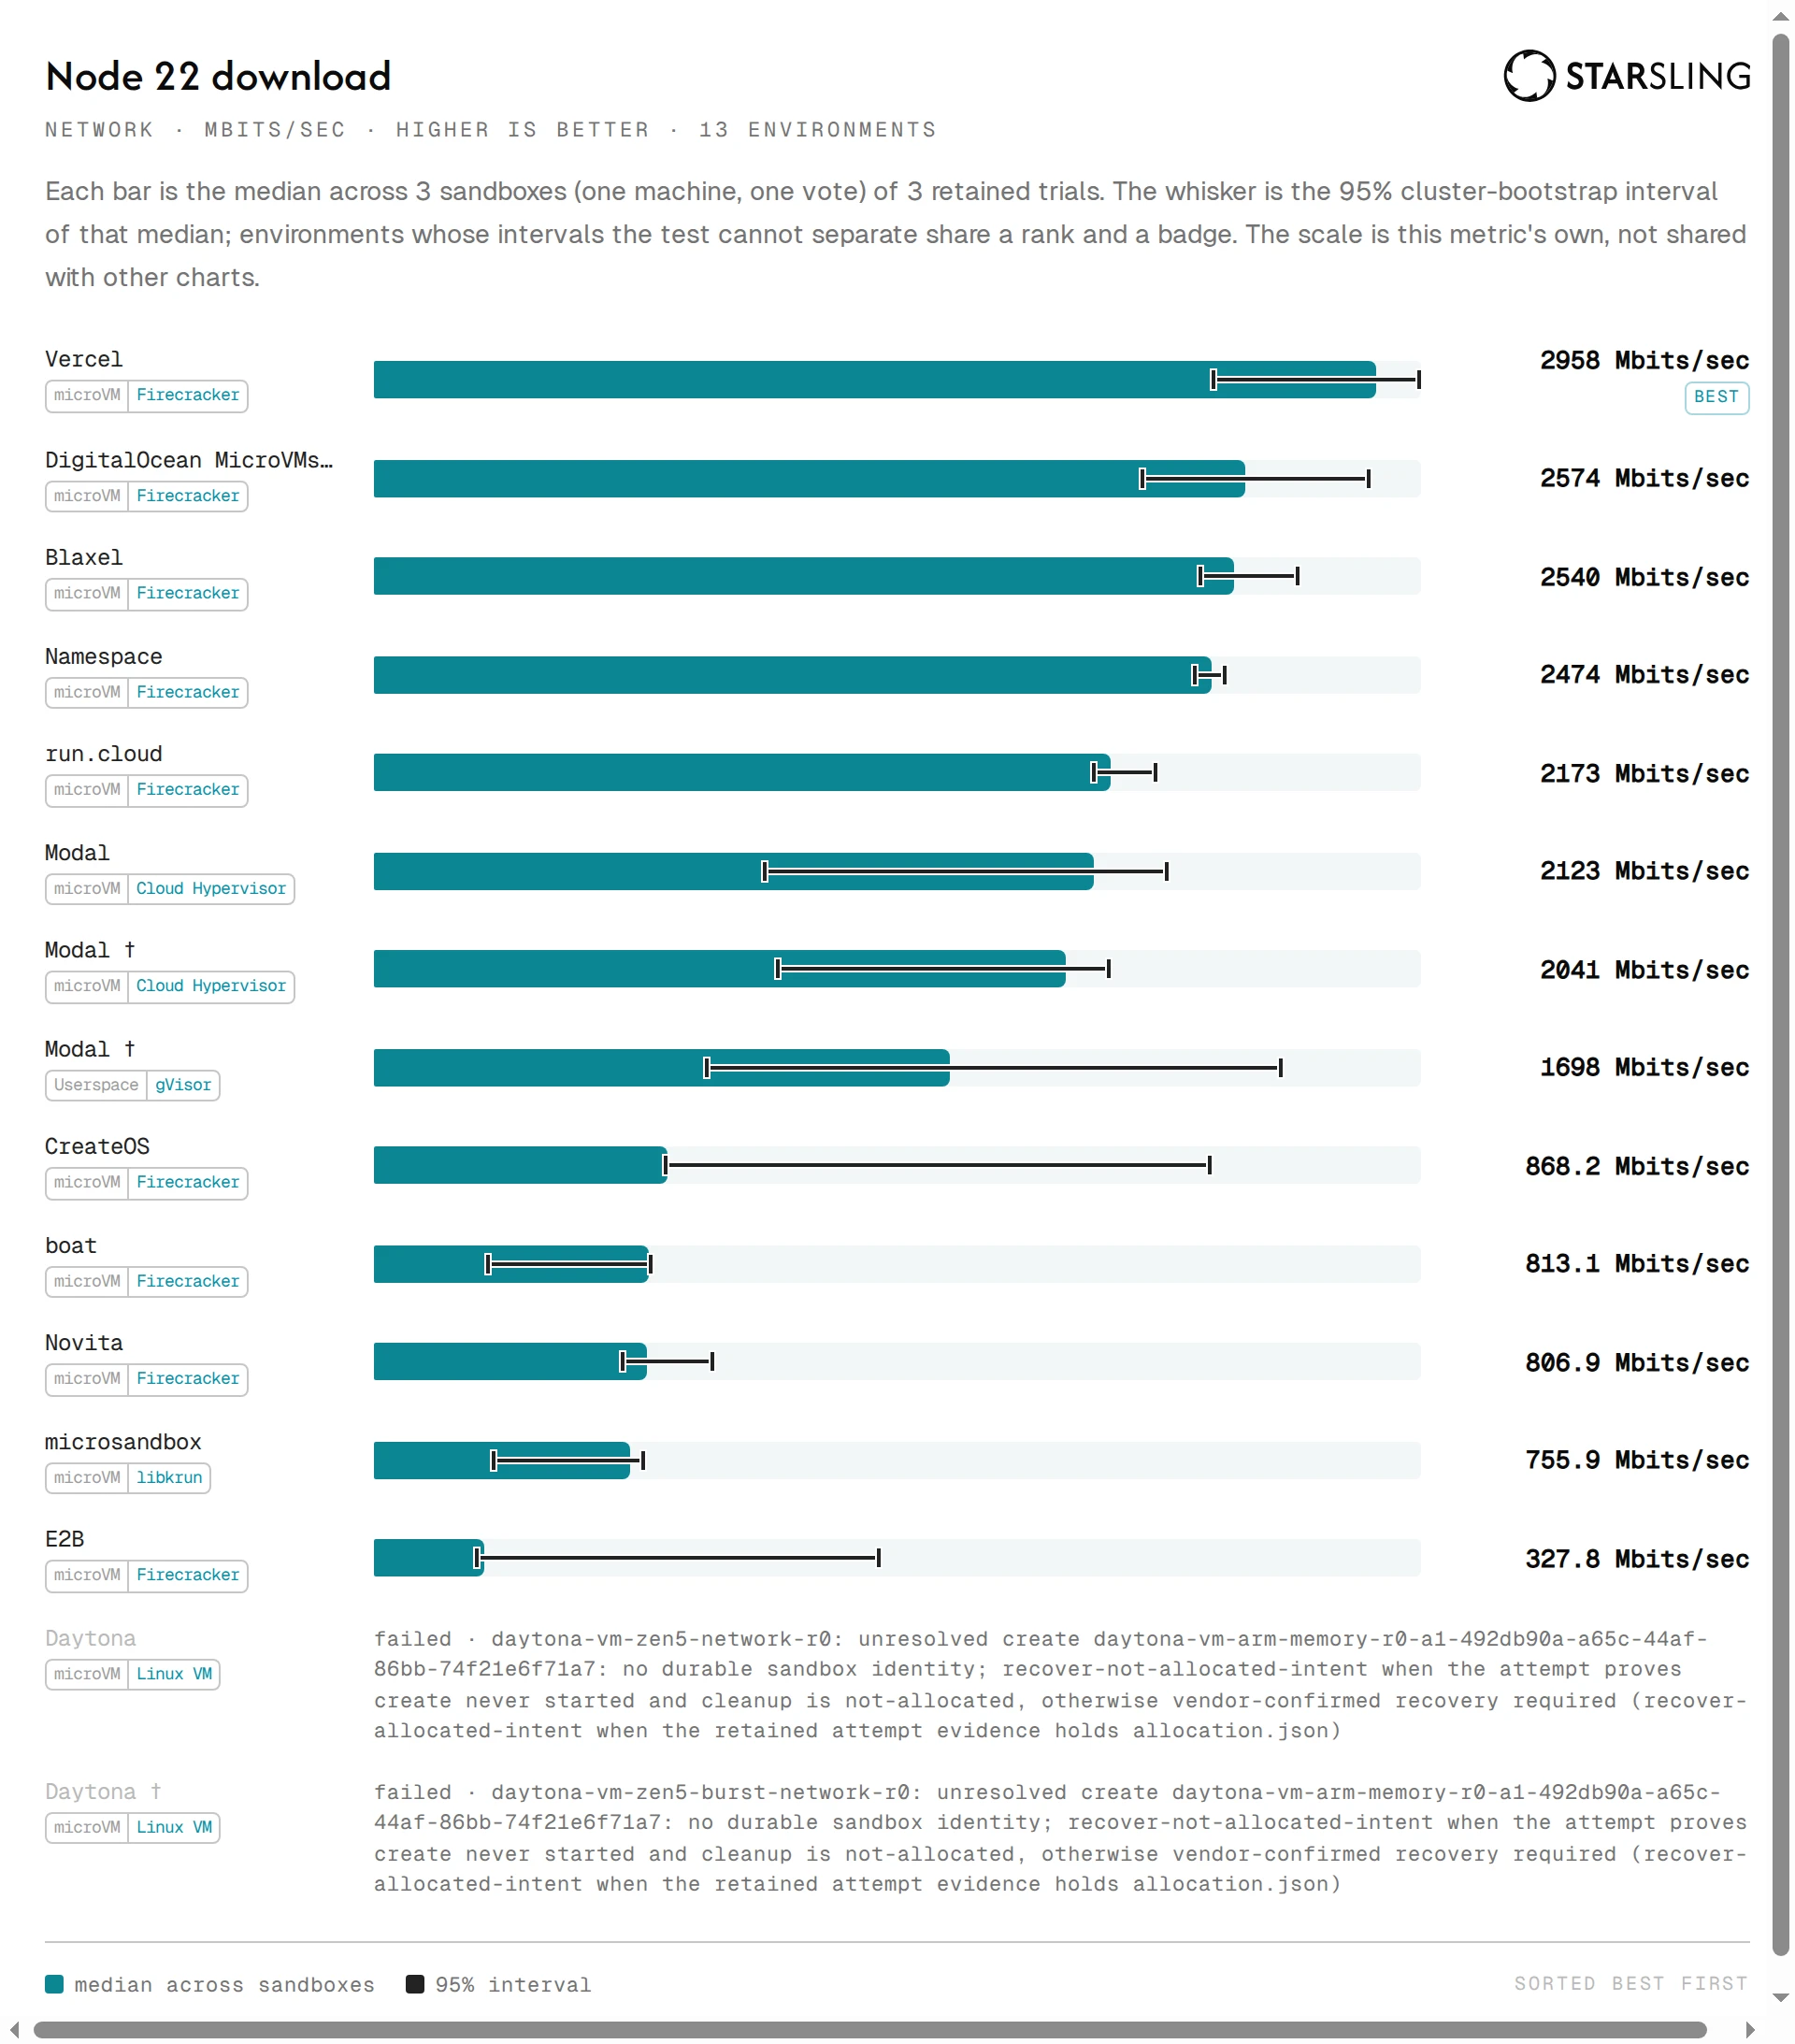 Node 22 download
STARSLING
NETWORK · MBITS/SEC · HIGHER IS BETTER · 13 ENVIRONMENTS
Each bar is the median across 3 sandboxes (one machine, one vote) of 3 retained trials. The whisker is the 95% cluster-bootstrap interval
of that median; environments whose intervals the test cannot separate share a rank and a badge. The scale is this metric's own, not shared
with other charts.
Vercel
microVM Firecracker
2958 Mbits/sec
BEST
DigitalOcean MicroVMs…
microVM Firecracker
2574 Mbits/sec
Blaxel
microVM Firecracker
2540 Mbits/sec
Namespace
microVM Firecracker
2474 Mbits/sec
run.cloud
microVM Firecracker
2173 Mbits/sec
Modal
microVM Cloud Hypervisor
2123 Mbits/sec
Modal †
microVM Cloud Hypervisor
2041 Mbits/sec
Modal †
Userspace gVisor
1698 Mbits/sec
CreateOS
microVM Firecracker
868.2 Mbits/sec
boat
microVM Firecracker
813.1 Mbits/sec
Novita
microVM Firecracker
806.9 Mbits/sec
microsandbox
microVM libkrun
755.9 Mbits/sec
E2B
microVM Firecracker
327.8 Mbits/sec
Daytona
microVM Linux VM
failed · daytona-vm-zen5-network-r0: unresolved create daytona-vm-arm-memory-r0-a1-492db90a-a65c-44af-
86bb-74f21e6f71a7: no durable sandbox identity; recover-not-allocated-intent when the attempt proves
create never started and cleanup is not-allocated, otherwise vendor-confirmed recovery required (recover-
allocated-intent when the retained attempt evidence holds allocation.json)
Daytona †
microVM Linux VM
failed · daytona-vm-zen5-burst-network-r0: unresolved create daytona-vm-arm-memory-r0-a1-492db90a-a65c-
44af-86bb-74f21e6f71a7: no durable sandbox identity; recover-not-allocated-intent when the attempt proves
create never started and cleanup is not-allocated, otherwise vendor-confirmed recovery required (recover-
allocated-intent when the retained attempt evidence holds allocation.json)
median across sandboxes
95% interval
SORTED BEST FIRST